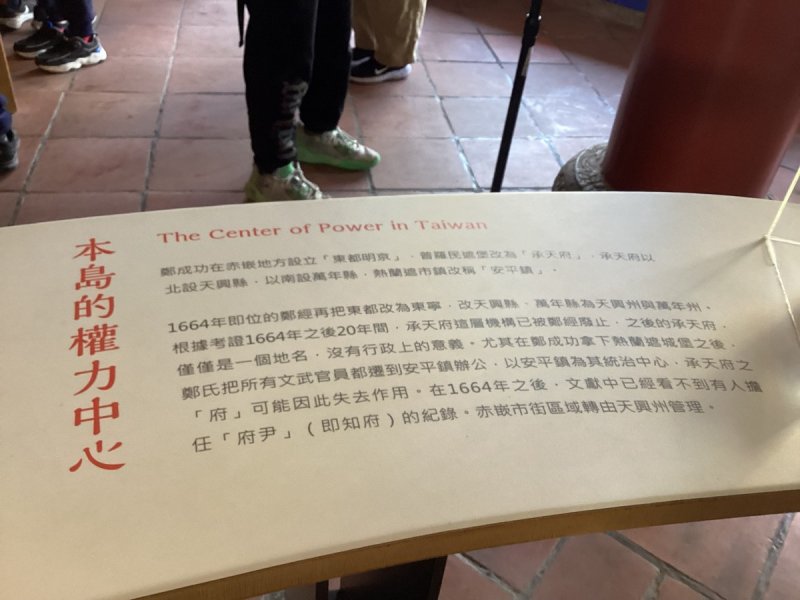 本島的權力中心
The Center of Power in Taiwan
鄭成功在赤嵌地方設立「東都明京」，普羅民遮堡改為「承天府」，承天府以
北設天興縣，以南設萬年縣，熱蘭遮市鎮改稱「安平鎮」。
1664年即位的鄭經再把東都改為東寧，改天興縣、萬年縣為天興州與萬年州。
根據考證1664年之後20年間，承天府這層機構已被鄭經廢止，之後的承天府，
僅僅是一個地名，沒有行政上的意義。尤其在鄭成功拿下熱蘭遮城堡之後，
鄭氏把所有文武官員都遷到安平鎮辦公，以安平鎮為其統治中心，承天府之
「府」可能因此失去作用。在1664年之後，文獻中已經看不到有人擔
任「府尹」（即知府）的紀錄。赤嵌市街區域轉由天興州管理。